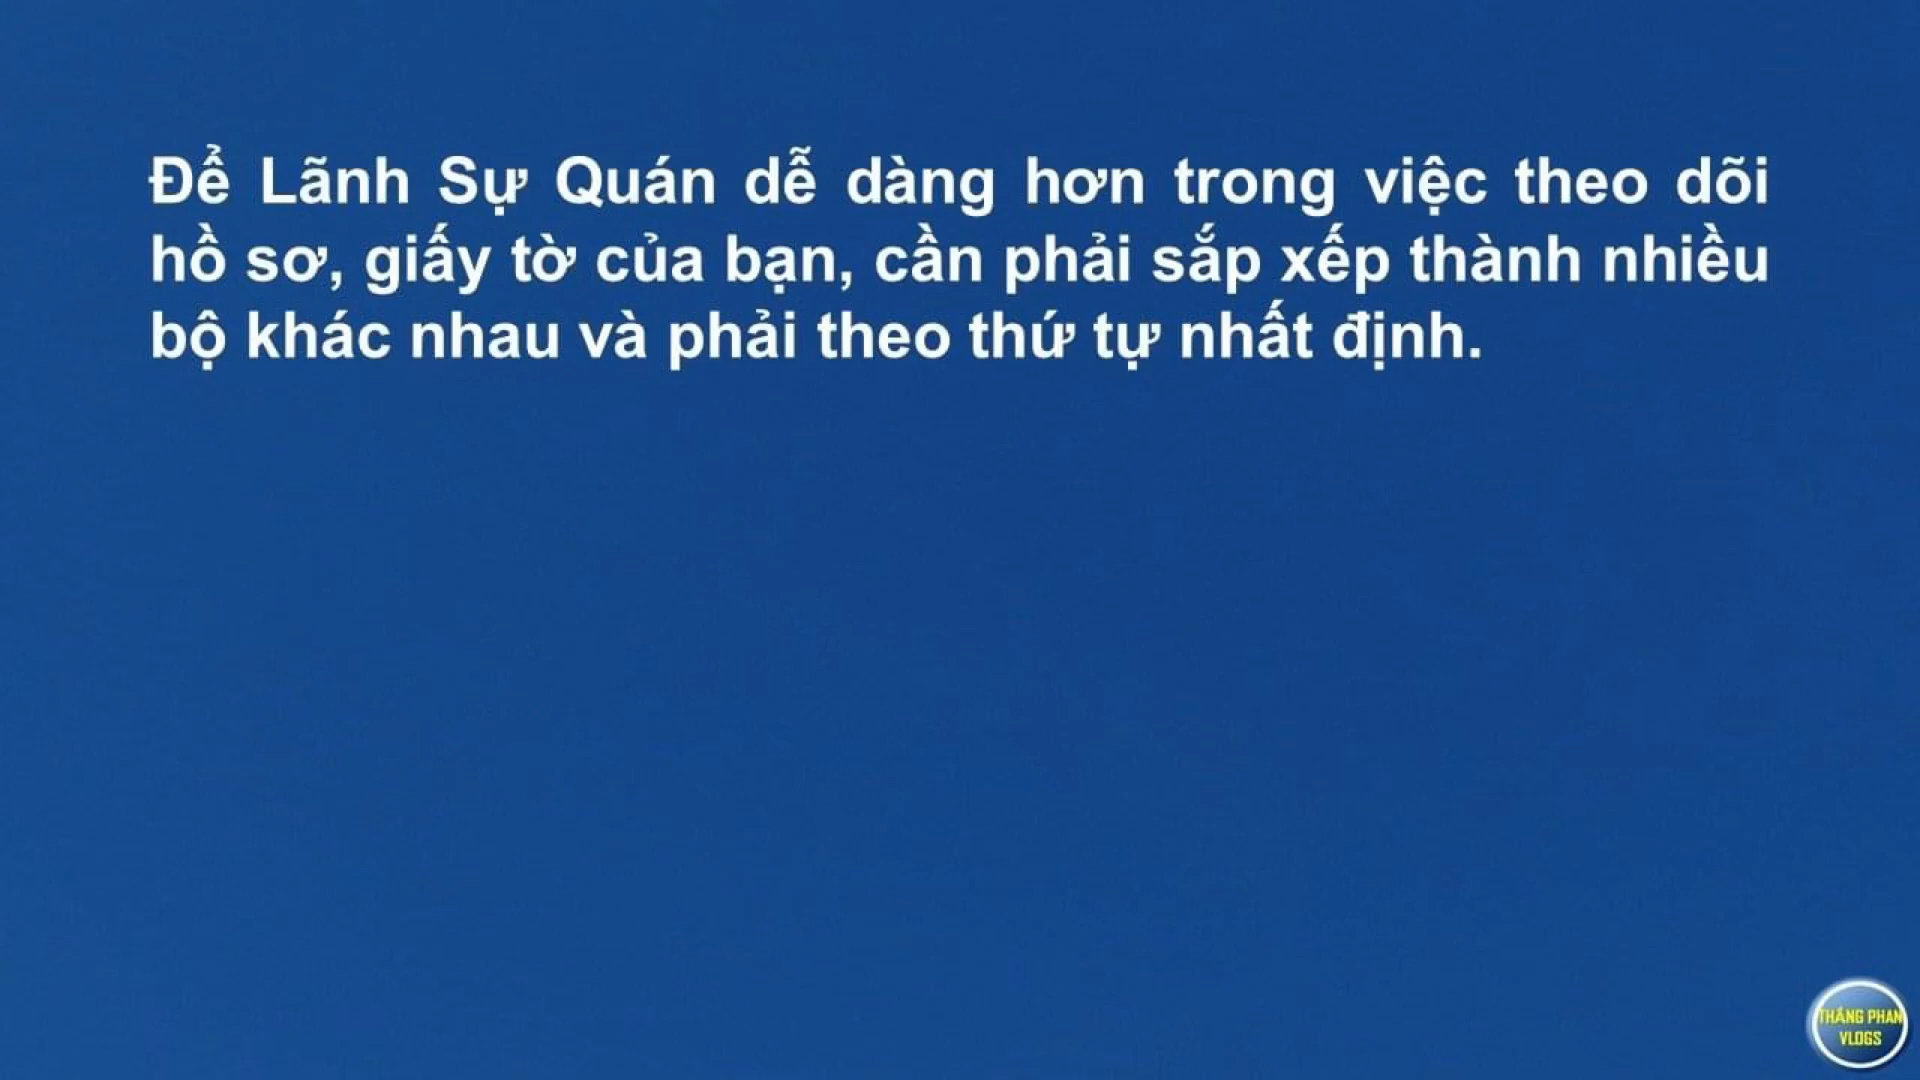 Để Lãnh Sự Quán dễ dàng hơn trong việc theo dõi
hồ sơ, giấy tờ của bạn, cần phải sắp xếp thành nhiều
bộ khác nhau và phải theo thứ tự nhất định.
THẮNG PHAN
VLOGS